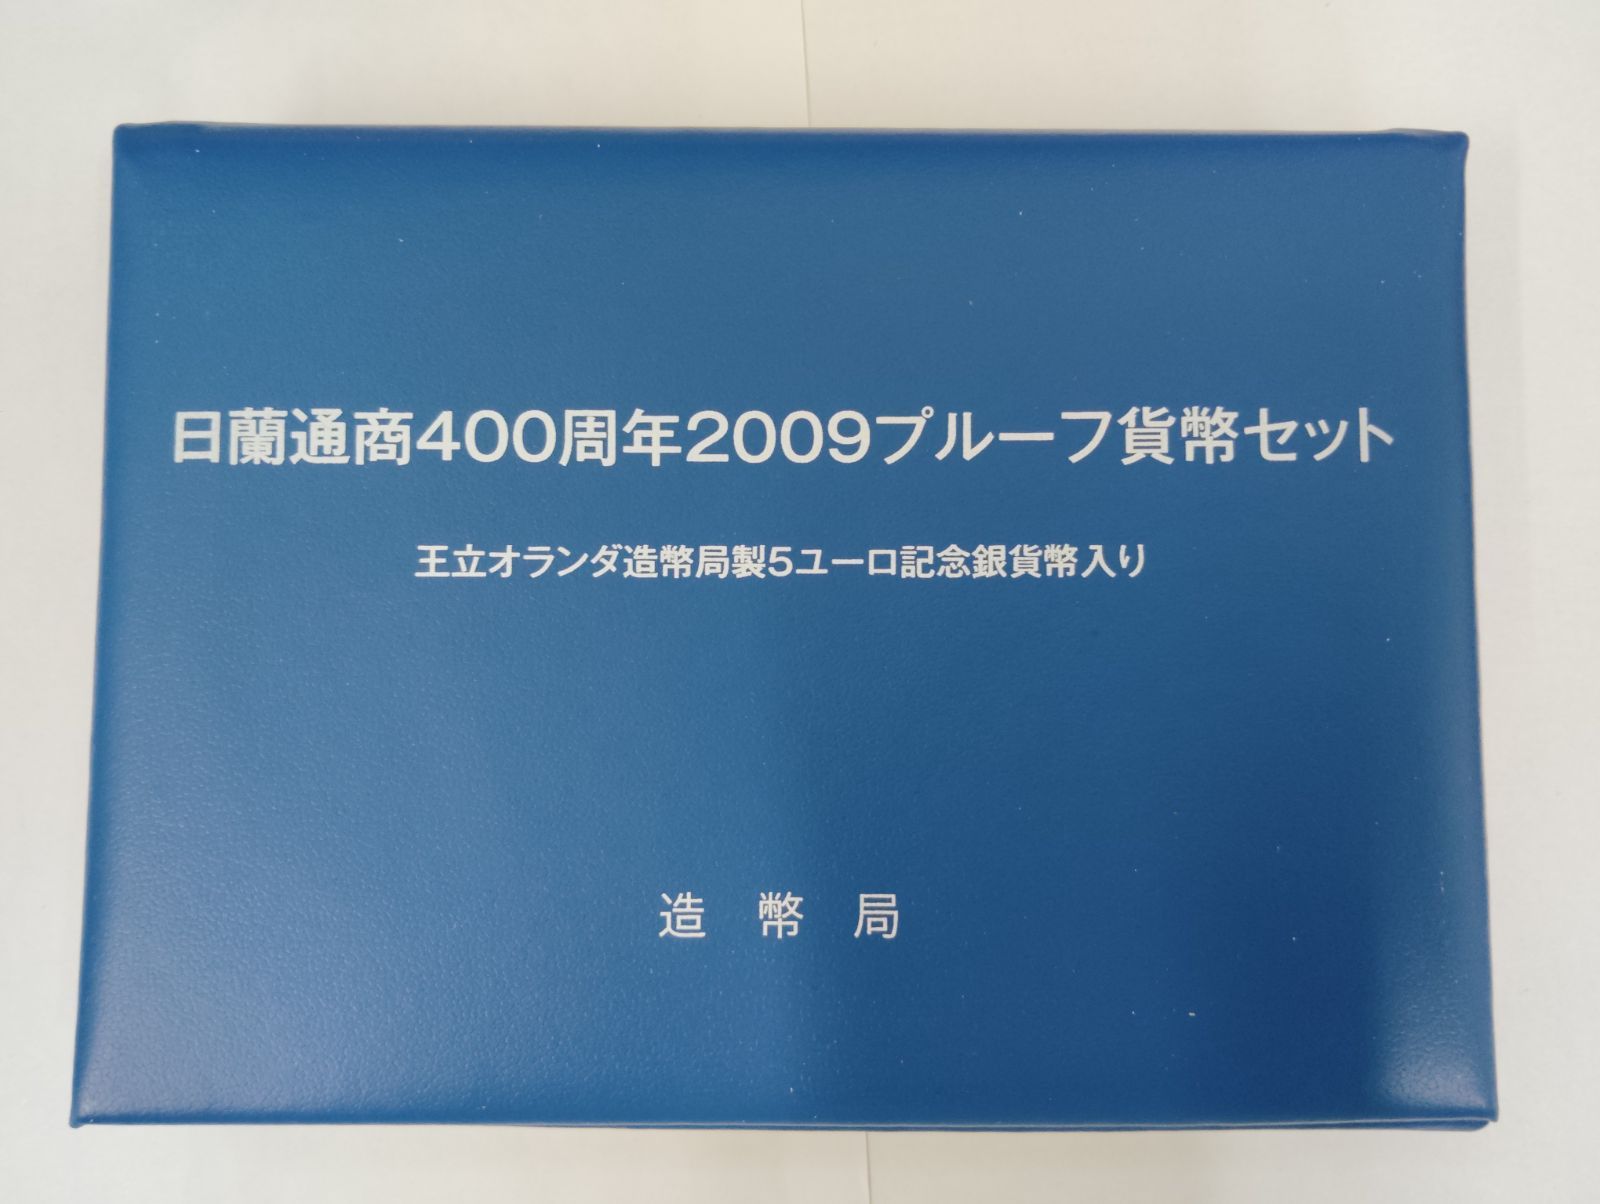 日蘭通商400周年2009プルーフ貨幣セット
王立オランダ造幣局製5ユーロ記念銀貨幣入り
造幣局